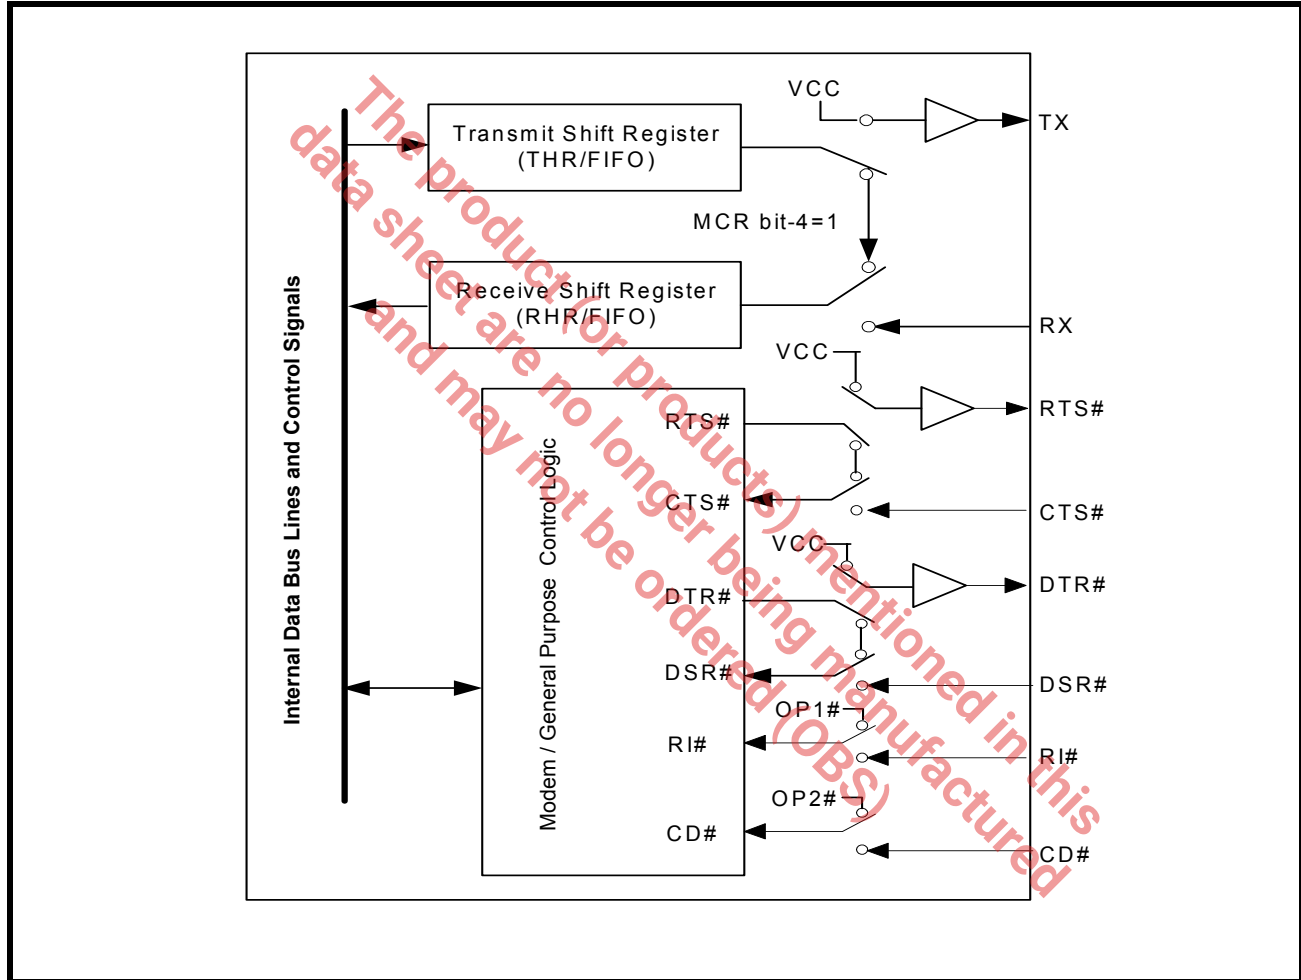 VCC
TX
Transmit Shift Register
(THR/FIFO)
MCR bit-4=1
Receive Shift Register
(RHR/FIFO)
RX
VCC
RTS#
RTS#
CTS#
CTS#
VCC
DTR#
DTR#
DSR#
DSR#
OP1#
RI#
RI#
OP2#
CD#
CD#
Internal Data Bus Lines and Control Signals
Modem / General Purpose Control Logic
The product (or products) mentioned in this
data sheet are no longer being manufactured
and may not be ordered (OBS)